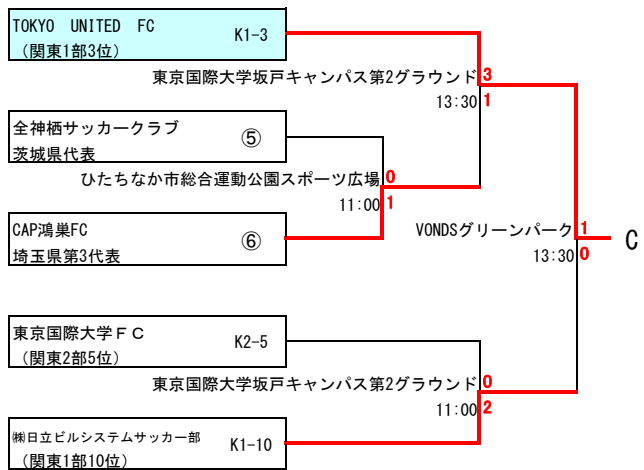 TOKYO UNITED FC
（関東1部3位）
K1-3
東京国際大学坂戸キャンパス第2グラウンド
3
13:30
1
全神栖サッカークラブ
茨城県代表
⑤
ひたちなか市総合運動公園スポーツ広場
0
11:00
1
CAP鴻巣FC
埼玉県第3代表
⑥
VONDSグリーンパーク
1
13:30
0
C
東京国際大学ＦＣ
（関東2部5位）
K2-5
東京国際大学坂戸キャンパス第2グラウンド
0
11:00
2
㈱日立ビルシステムサッカー部
（関東1部10位）
K1-10